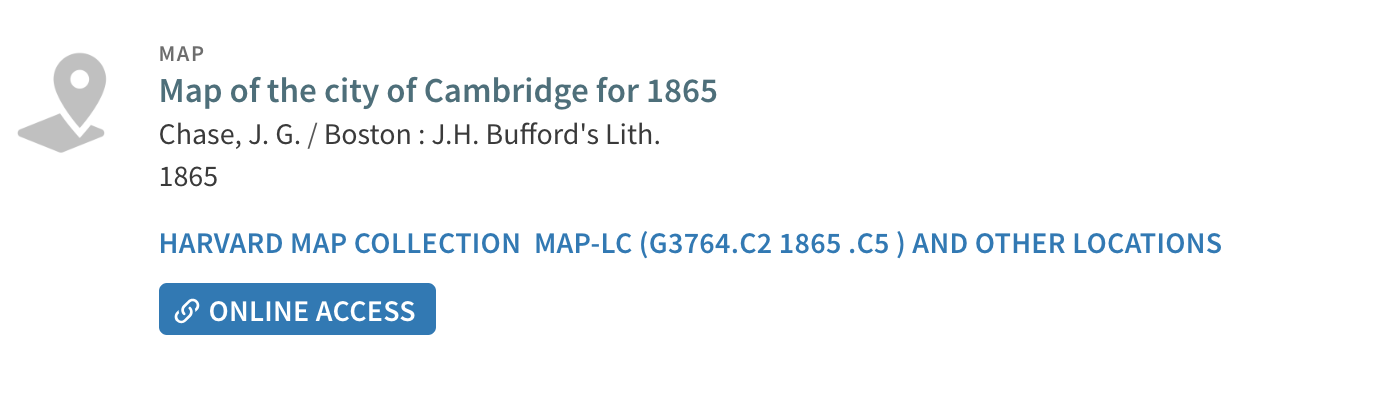 MAP
Map of the city of Cambridge for 1865
Chase, J. G. / Boston : J.H. Bufford's Lith.
1865
HARVARD MAP COLLECTION  MAP-LC (G3764.C2 1865 .C5 ) AND OTHER LOCATIONS
ONLINE ACCESS